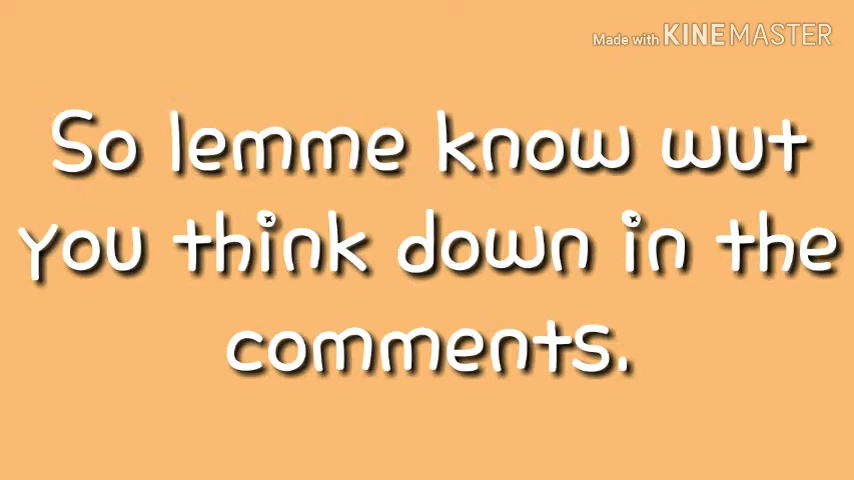 Made with KINEMASTER
So lemme know wut
you think down in the
comments.